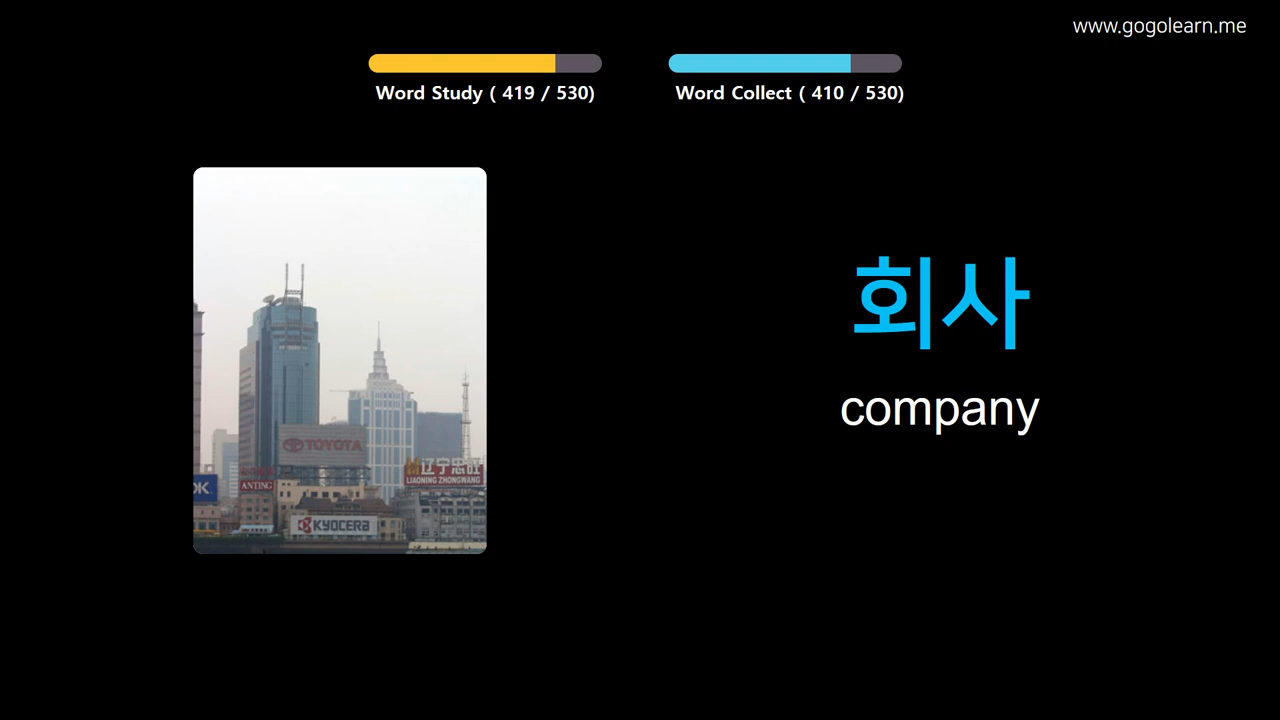 www.gogolearn.me
Word Study ( 419 / 530)
Word Collect ( 410 / 530)
회사
company
TOYOTA
辽宁忠旺
LIAONING ZHONGWANG
OK
ANTING
KYOCERA